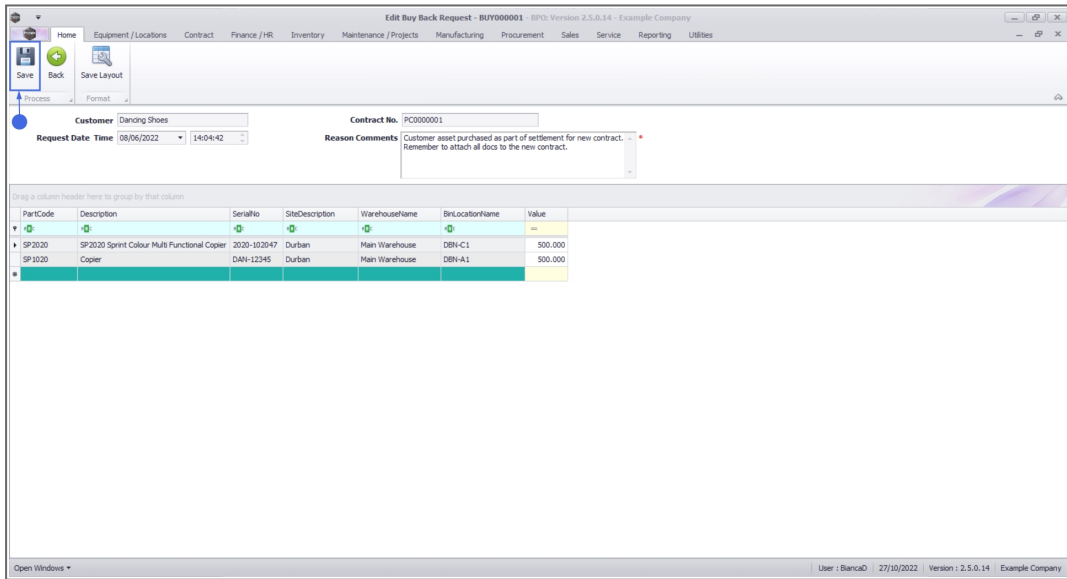 Edit Buy Back Request - BUY000001 - BPO: Version 2.5.0.14 - Example Company
Home Equipment / Locations Contract Finance / HR Inventory Maintenance / Projects Manufacturing Procurement Sales Service Reporting Utilities
Save Back Save Layout
Process Format
Customer Dancing Shoes Contract No. PC0000001
Request Date Time 08/06/2022 14:04:42 Reason Comments Customer asset purchased as part of settlement for new contract. *
Remember to attach all docs to the new contract.
Drag a column header here to group by that column
PartCode Description SerialNo SiteDescription WarehouseName BinLocationName Value
SP2020 SP2020 Sprint Colour Multi Functional Copier 2020-102047 Durban Main Warehouse DBN-C1 500.000
SP1020 Copier DAN-12345 Durban Main Warehouse DBN-A1 500.000
Open Windows User : BiancaD 27/10/2022 Version : 2.5.0.14 Example Company